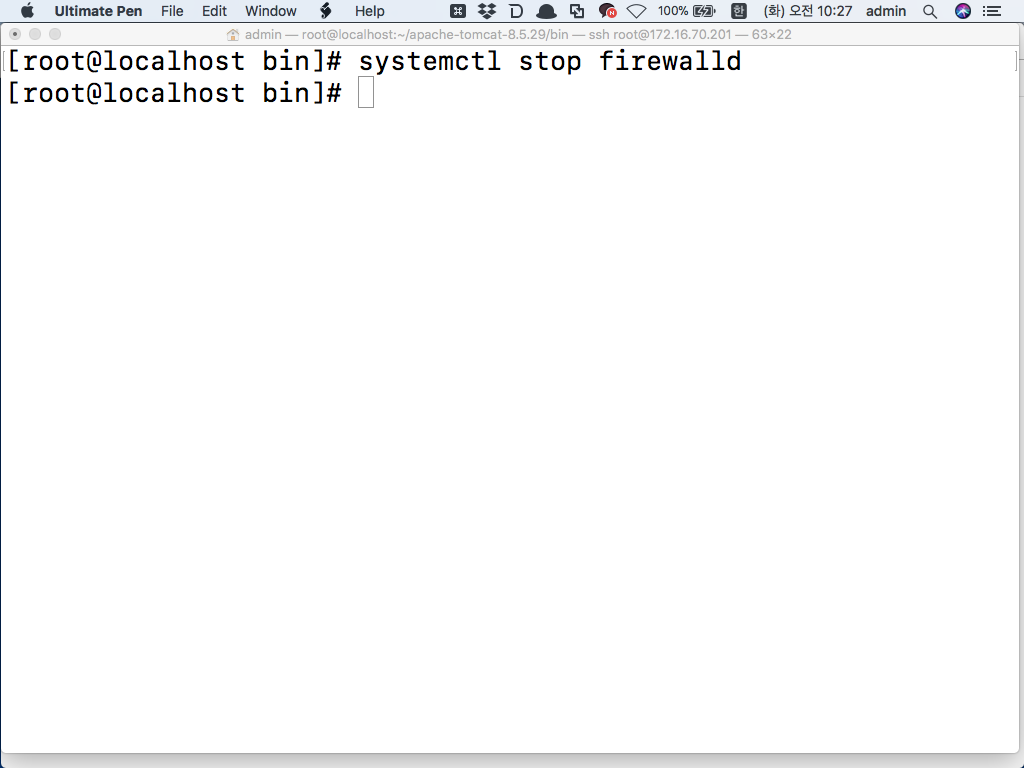 Ultimate Pen File Edit Window Help 100% 한 (화) 오전 10:27 admin
admin — root@localhost:~/apache-tomcat-8.5.29/bin — ssh root@172.16.70.201 — 63×22
[root@localhost bin]# systemctl stop firewalld
[root@localhost bin]#